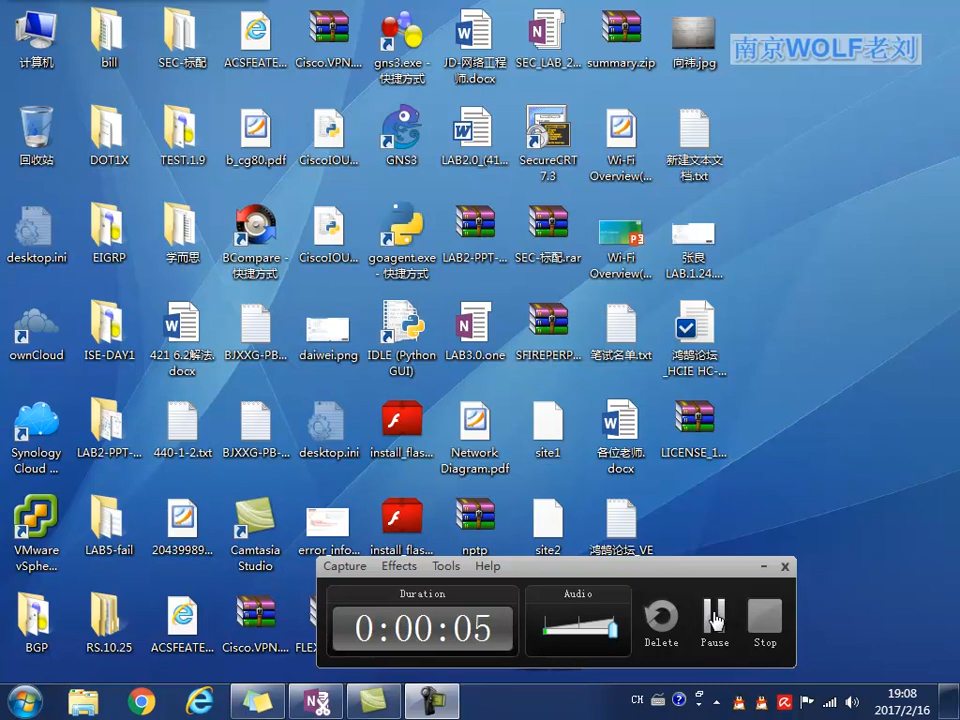 南京WOLF老刘
计算机
bill
SEC-标配
ACSFEATE...
Cisco.VPN....
gns3.exe -
快捷方式
JD-网络工程
师.docx
SEC_LAB_2...
summary.zip
向祎.jpg
回收站
DOT1X
TEST.1.9
b_cg80.pdf
CiscoIOU...
GNS3
LAB2.0_(41...
SecureCRT
7.3
Wi-Fi
Overview(...
新建文本文
档.txt
desktop.ini
EIGRP
学而思
BCompare -
快捷方式
CiscoIOU...
goagent.exe
- 快捷方式
LAB2-PPT-...
SEC-标配.rar
Wi-Fi
Overview(...
张良
LAB.1.24....
ownCloud
ISE-DAY1
421 6.2解法.
docx
BJXXG-PB...
daiwei.png
IDLE (Python
GUI)
LAB3.0.one
SFIREPERP...
笔试名单.txt
鸿鹄论坛
_HCIE HC-...
Synology
Cloud ...
LAB2-PPT-...
440-1-2.txt
BJXXG-PB-...
desktop.ini
install_flas...
Network
Diagram.pdf
site1
各位老师.
docx
LICENSE_1...
VMware
vSphe...
LAB5-fail
20439989...
Camtasia
Studio
error_info...
install_flas...
nptp
site2
鸿鹄论坛_VE
BGP
RS.10.25
ACSFEATE...
Cisco.VPN....
FLEX
Capture Effects Tools Help
Duration
0:00:05
Audio
Delete
Pause
Stop
CH
19:08
2017/2/16